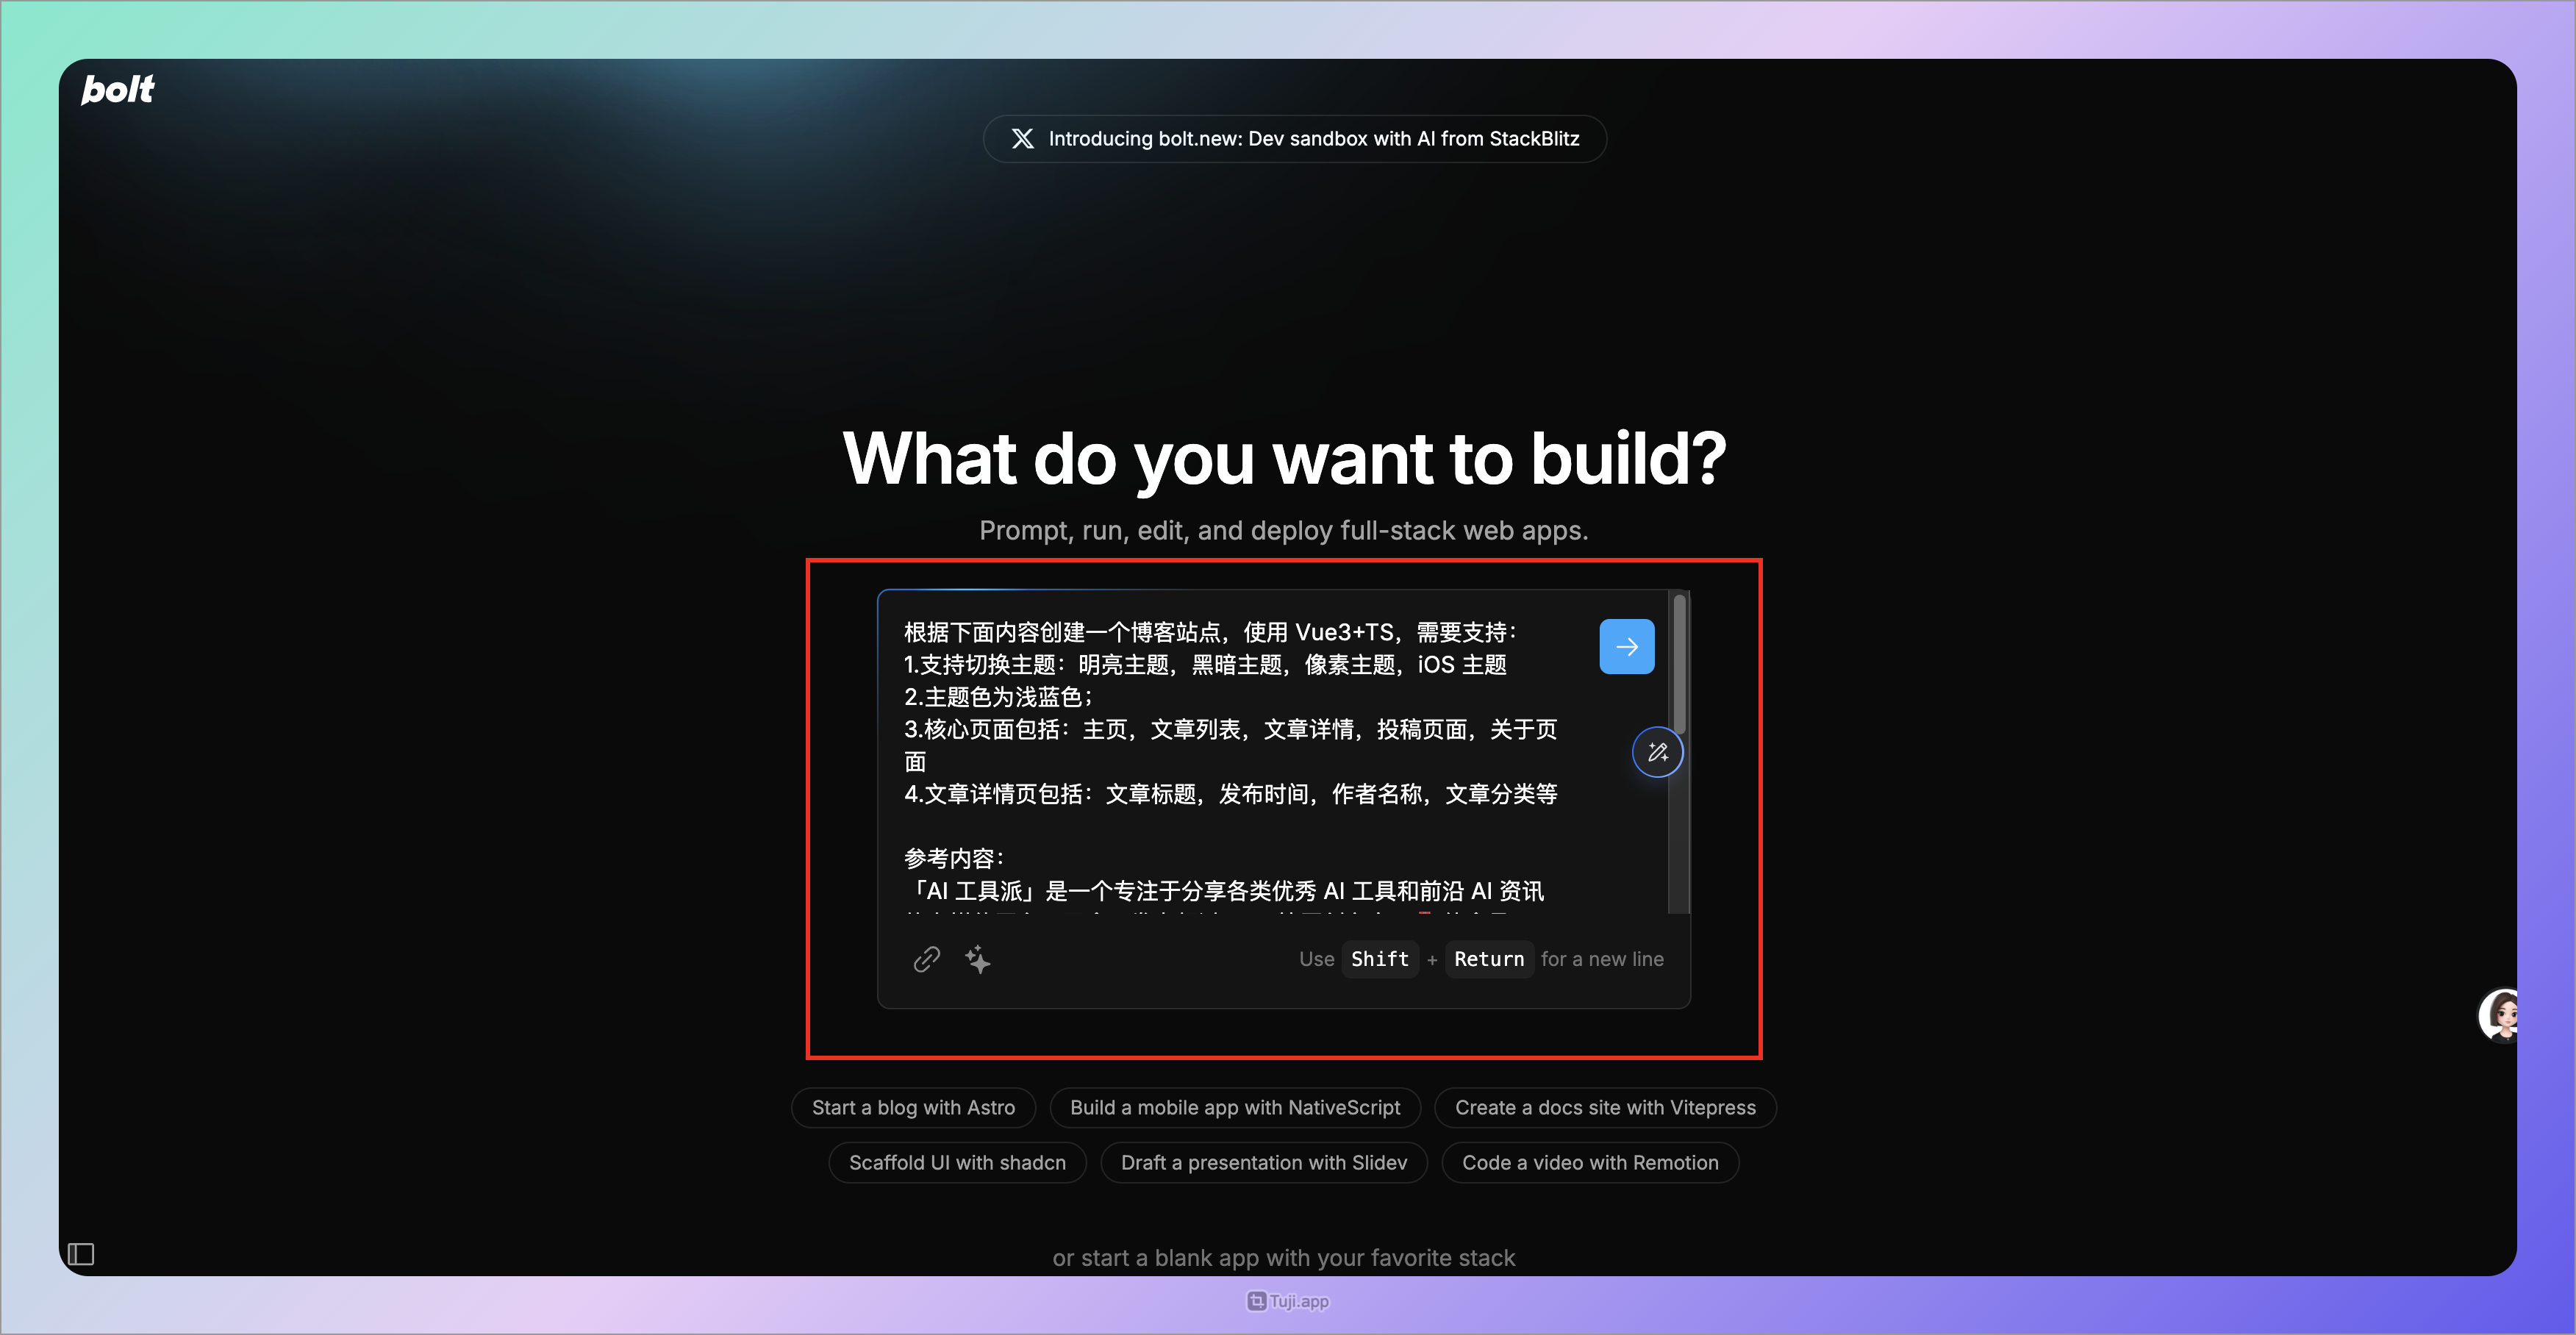 bolt
Introducing bolt.new: Dev sandbox with AI from StackBlitz
What do you want to build?
Prompt, run, edit, and deploy full-stack web apps.
根据下面内容创建一个博客站点，使用 Vue3+TS，需要支持：
1.支持切换主题：明亮主题，黑暗主题，像素主题，iOS 主题
2.主题色为浅蓝色；
3.核心页面包括：主页，文章列表，文章详情，投稿页面，关于页
面
4.文章详情页包括：文章标题，发布时间，作者名称，文章分类等
参考内容：
「AI 工具派」是一个专注于分享各类优秀 AI 工具和前沿 AI 资讯
Use Shift + Return for a new line
Start a blog with Astro
Build a mobile app with NativeScript
Create a docs site with Vitepress
Scaffold UI with shadcn
Draft a presentation with Slidev
Code a video with Remotion
or start a blank app with your favorite stack
Tuji.app